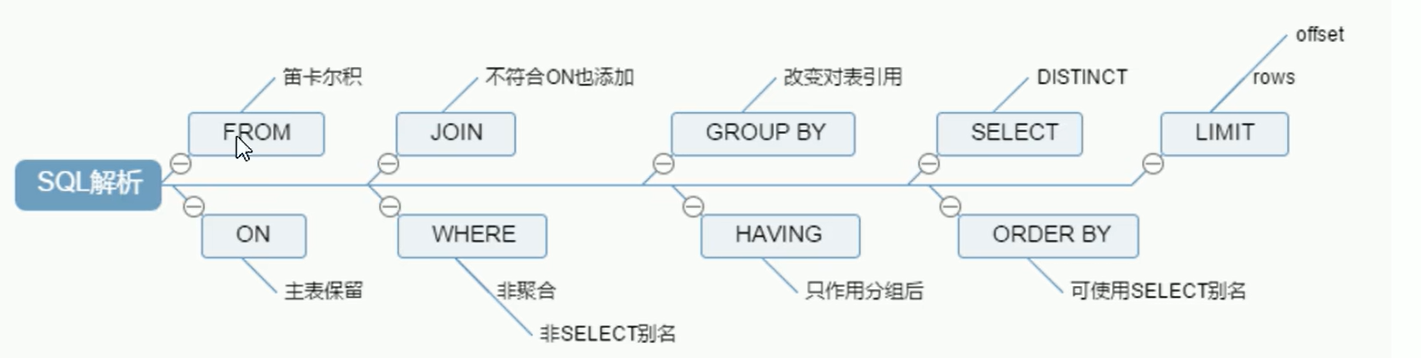 offset
笛卡尔积
不符合ON也添加
改变对表引用
DISTINCT
rows
FROM
JOIN
GROUP BY
SELECT
LIMIT
SQL解析
ON
WHERE
HAVING
ORDER BY
主表保留
非聚合
只作用分组后
可使用SELECT别名
非SELECT别名